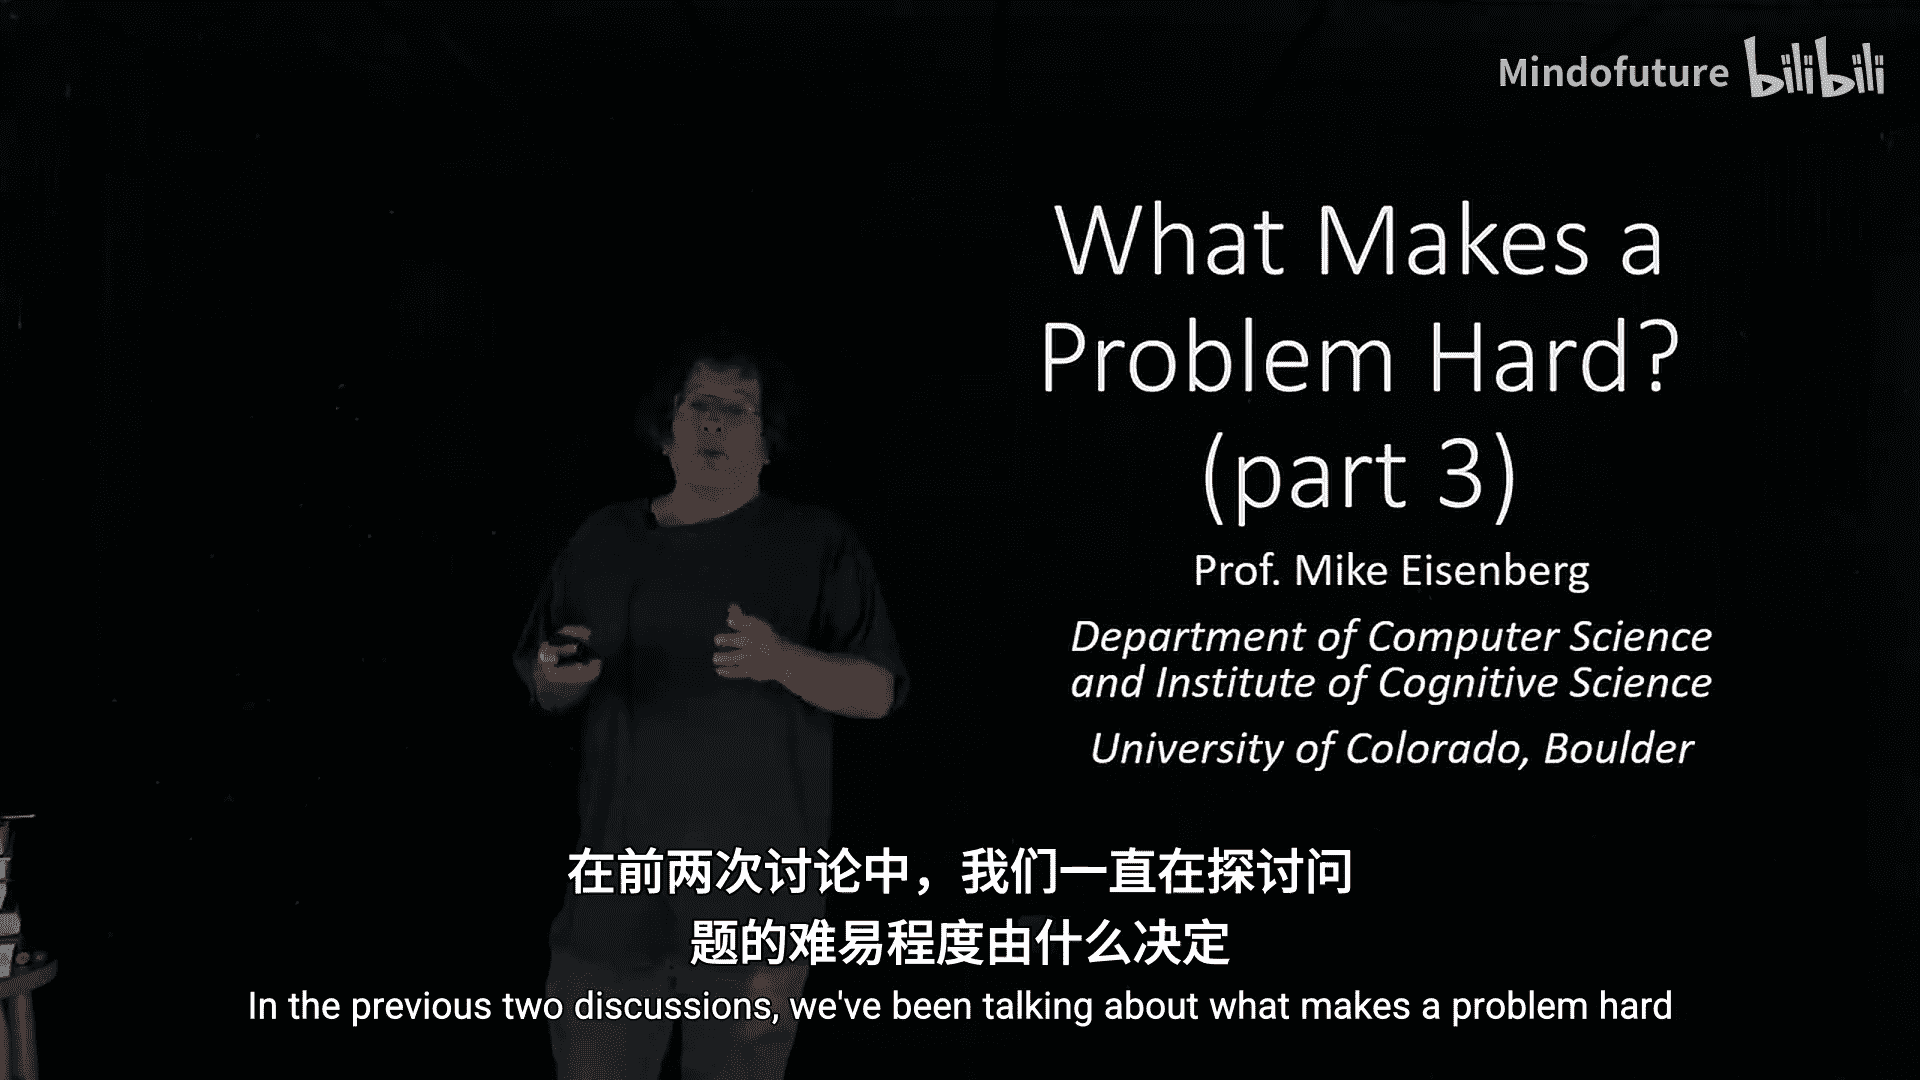 Mindofuture bilibili
What Makes a
Problem Hard?
(part 3)
Prof. Mike Eisenberg
Department of Computer Science
and Institute of Cognitive Science
University of Colorado, Boulder
在前两次讨论中，我们一直在探讨问
题的难易程度由什么决定
In the previous two discussions, we've been talking about what makes a problem hard